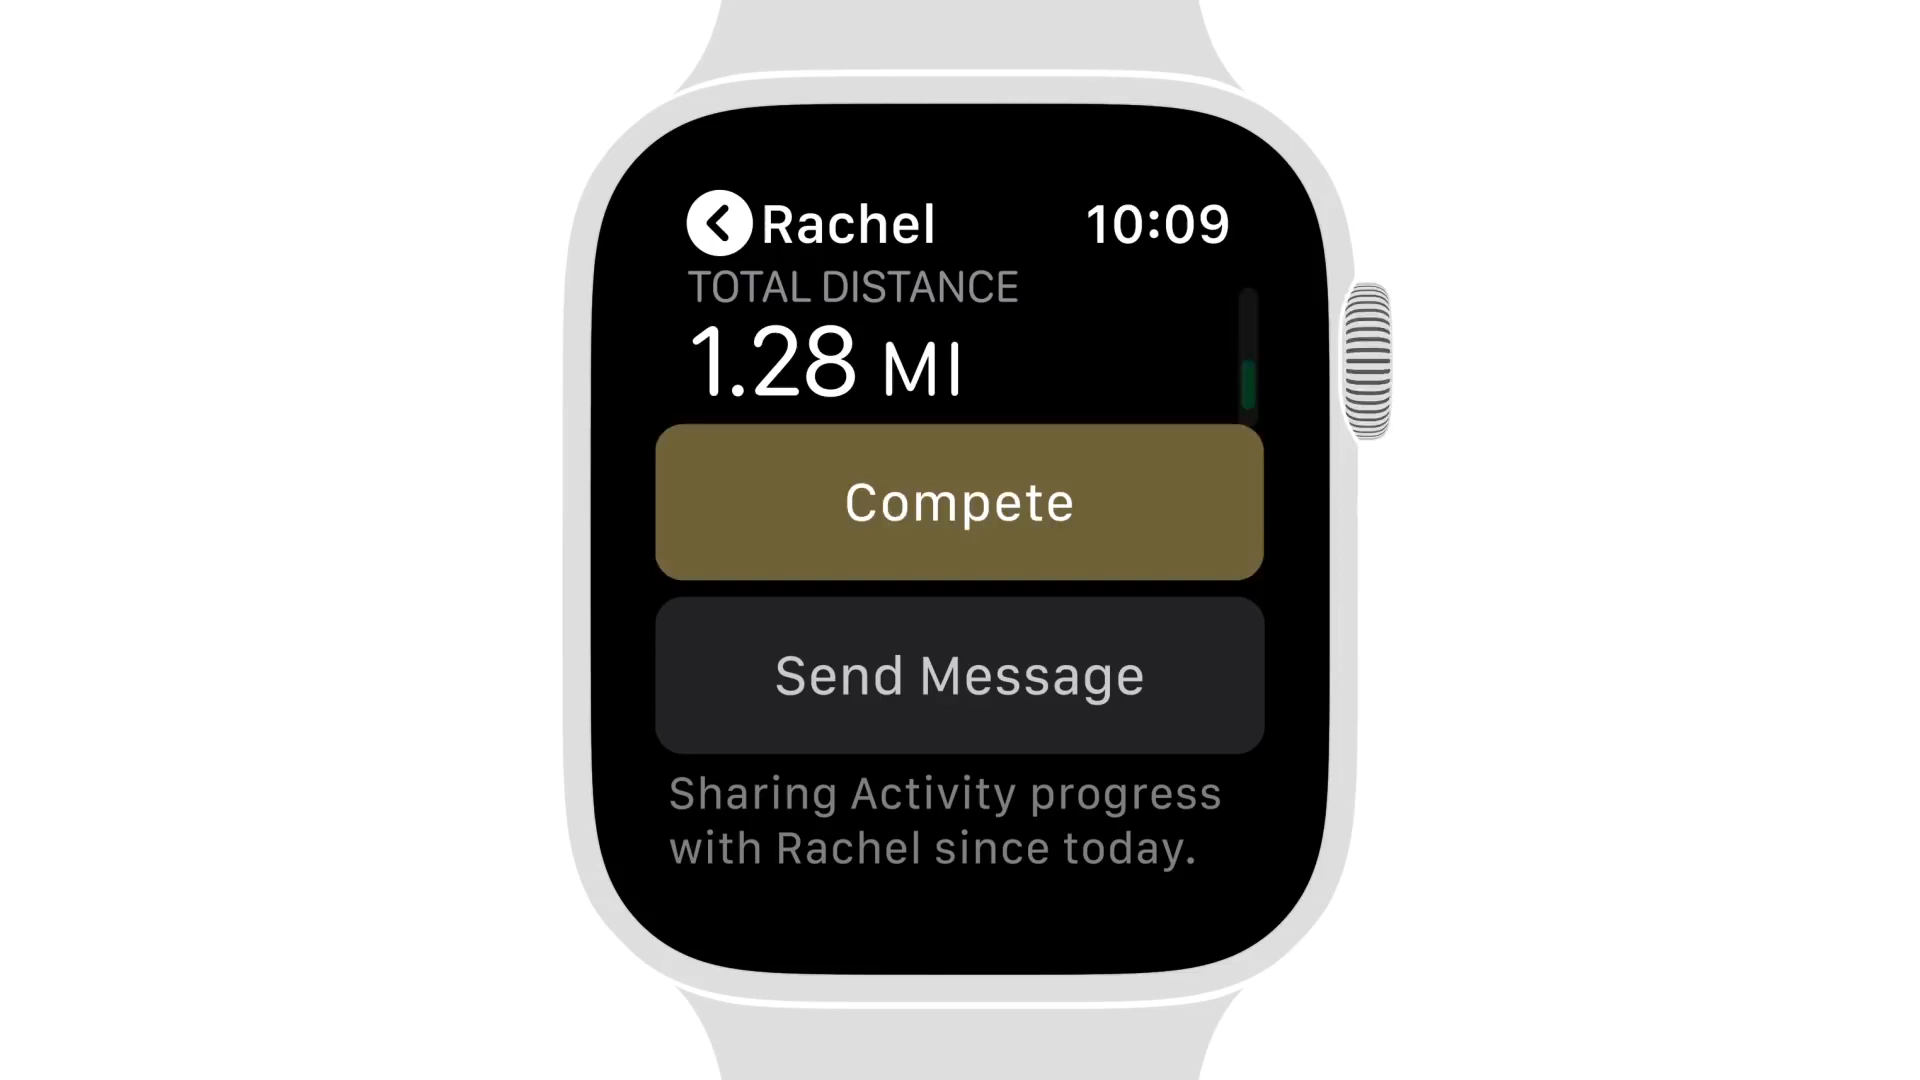 Rachel 10:09
TOTAL DISTANCE
1.28 MI
Compete
Send Message
Sharing Activity progress
with Rachel since today.